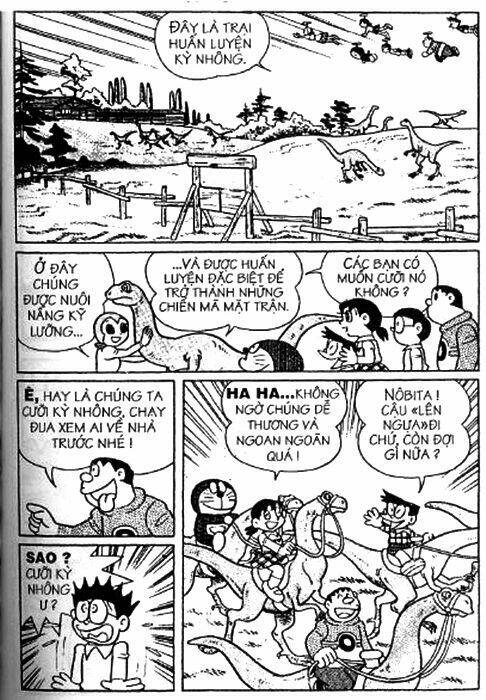 ĐÂY LÀ TRẠI
HUẤN LUYỆN
KỲ NHÔNG.
Ở ĐÂY
CHÚNG
ĐƯỢC NUÔI
NẤNG KỸ
LƯỠNG...
...VÀ ĐƯỢC HUẤN
LUYỆN ĐẶC BIỆT ĐỂ
TRỞ THÀNH NHỮNG
CHIẾN MÃ MẶT TRẬN.
CÁC BẠN CÓ
MUỐN CƯỠI NÓ
KHÔNG ?
Ê, HAY LÀ CHÚNG TA
CƯỠI KỲ NHÔNG, CHẠY
ĐUA XEM AI VỀ NHÀ
TRƯỚC NHÉ !
SAO ?
CƯỠI KỲ
NHÔNG
Ư ?
HA HA...KHÔNG
NGỜ CHÚNG DỄ
THƯƠNG VÀ
NGOAN NGOÃN
QUÁ !
NÔBITA !
CẬU «LÊN
NGỰA» ĐI
CHỨ, CÒN ĐỢI
GÌ NỮA ?